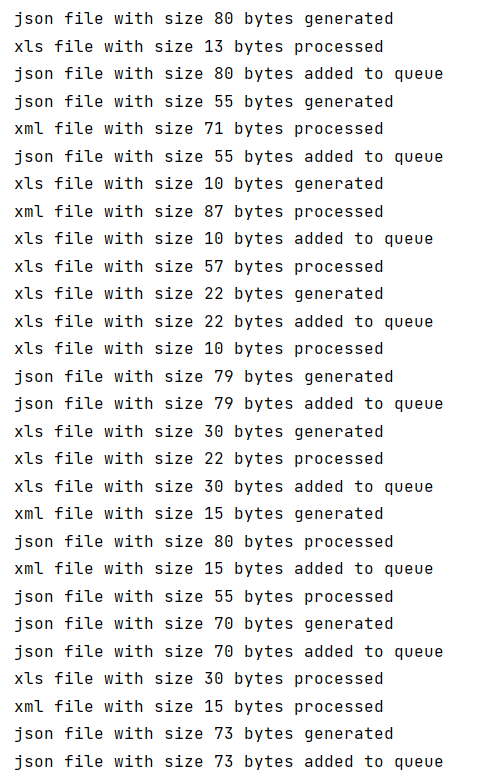 json file with size 80 bytes generated
xls file with size 13 bytes processed
json file with size 80 bytes added to queue
json file with size 55 bytes generated
xml file with size 71 bytes processed
json file with size 55 bytes added to queue
xls file with size 10 bytes generated
xml file with size 87 bytes processed
xls file with size 10 bytes added to queue
xls file with size 57 bytes processed
xls file with size 22 bytes generated
xls file with size 22 bytes added to queue
xls file with size 10 bytes processed
json file with size 79 bytes generated
json file with size 79 bytes added to queue
xls file with size 30 bytes generated
xls file with size 22 bytes processed
xls file with size 30 bytes added to queue
xml file with size 15 bytes generated
json file with size 80 bytes processed
xml file with size 15 bytes added to queue
json file with size 55 bytes processed
json file with size 70 bytes generated
json file with size 70 bytes added to queue
xls file with size 30 bytes processed
xml file with size 15 bytes processed
json file with size 73 bytes generated
json file with size 73 bytes added to queue